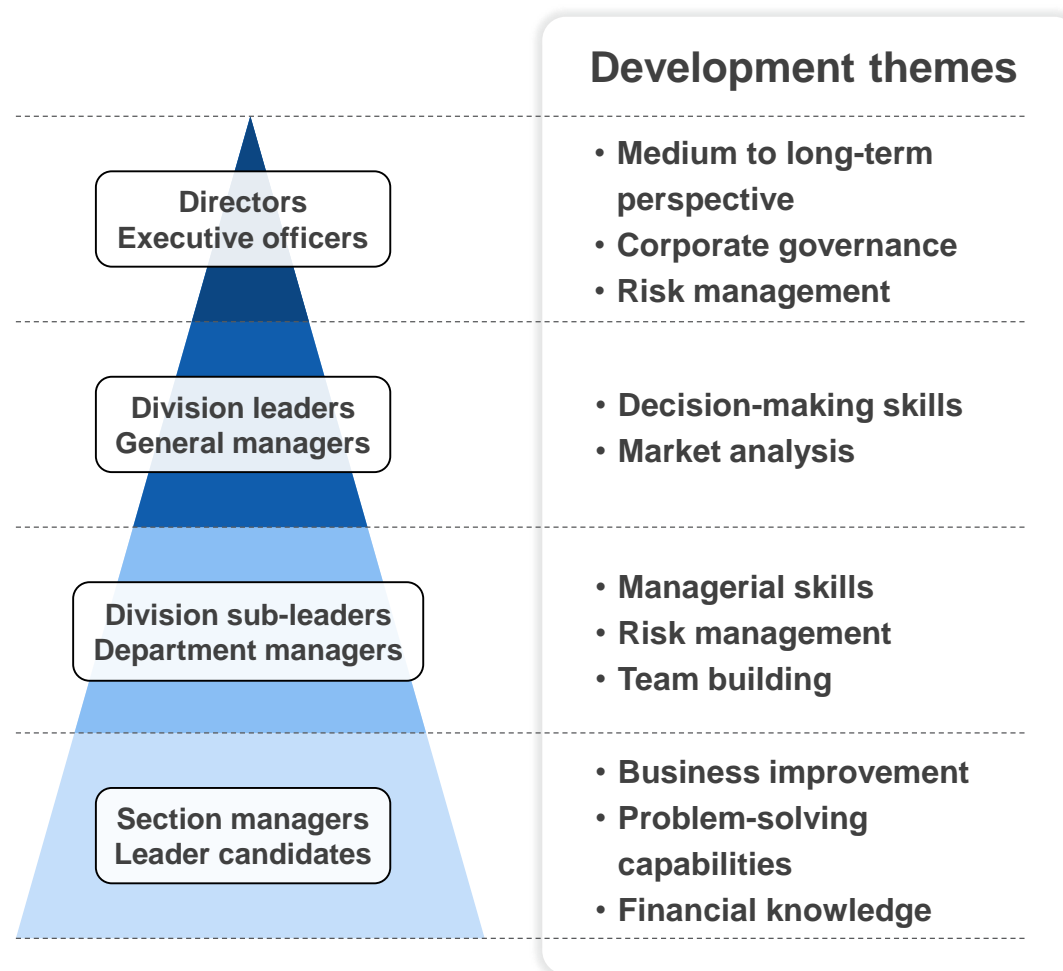 Development themes
Directors
Executive officers
・Medium to long-term
perspective
・Corporate governance
・Risk management
Division leaders
General managers
・Decision-making skills
・Market analysis
Division sub-leaders
Department managers
・Managerial skills
・Risk management
・Team building
Section managers
Leader candidates
・Business improvement
・Problem-solving
capabilities
・Financial knowledge